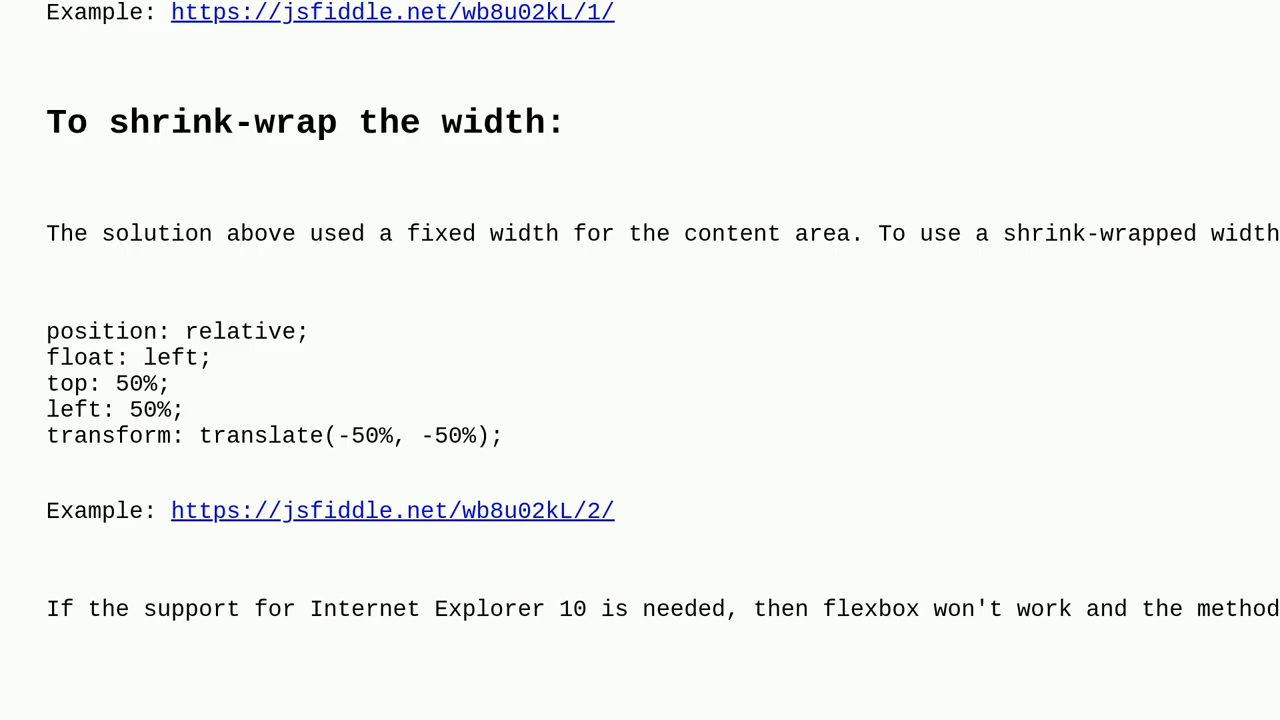 Example: https://jsfiddle.net/wb8u02kL/1/
To shrink-wrap the width:
The solution above used a fixed width for the content area. To use a shrink-wrapped width
position: relative;
float: left;
top: 50%;
left: 50%;
transform: translate(-50%, -50%);
Example: https://jsfiddle.net/wb8u02kL/2/
If the support for Internet Explorer 10 is needed, then flexbox won't work and the method